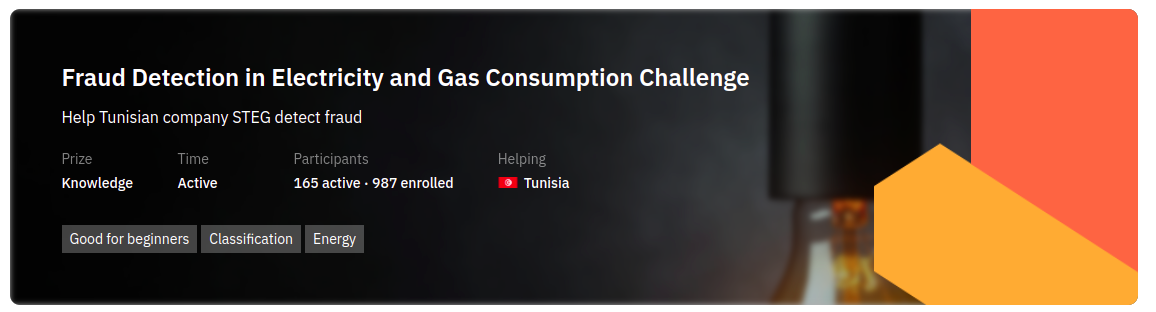 Fraud Detection in Electricity and Gas Consumption Challenge
Help Tunisian company STEG detect fraud
Prize Time Participants Helping
Knowledge Active 165 active · 987 enrolled Tunisia
Good for beginners Classification Energy